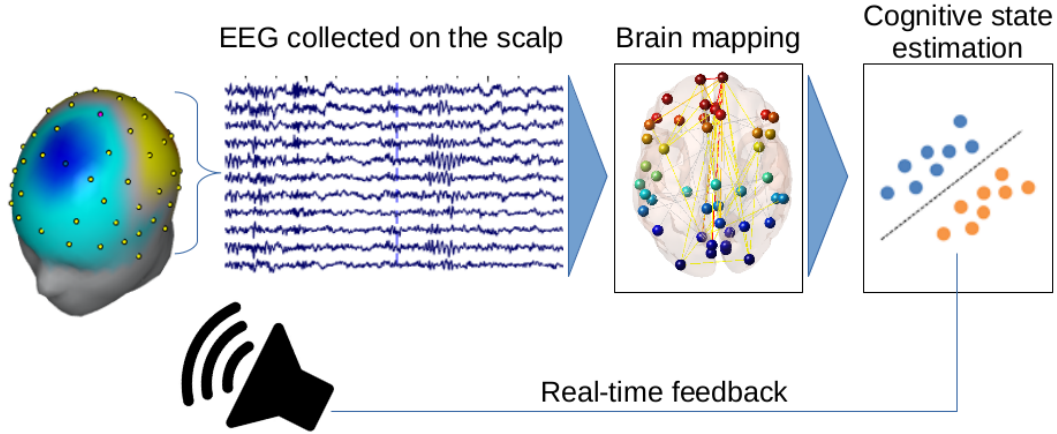 EEG collected on the scalp
Brain mapping
Cognitive state
estimation
Real-time feedback